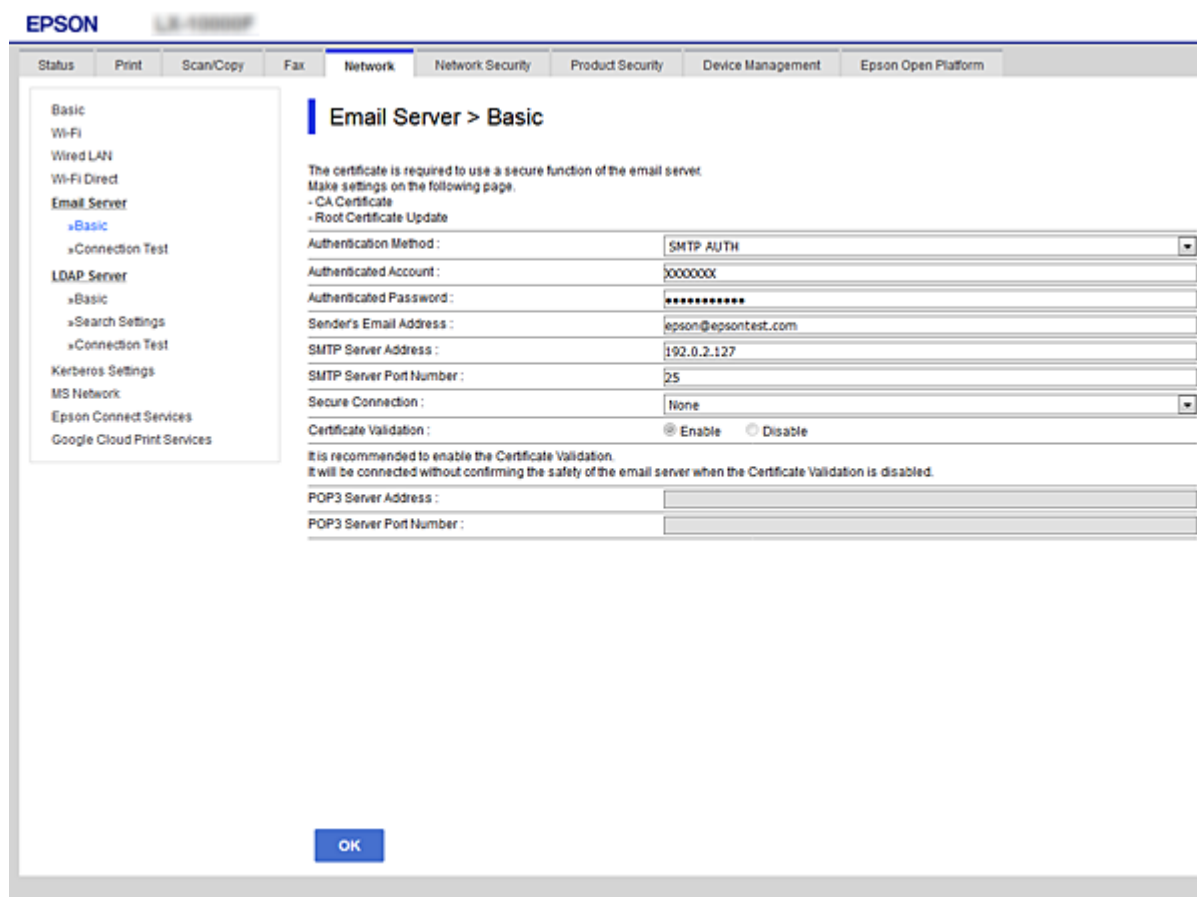 EPSON
Status Print Scan/Copy Fax Network Network Security Product Security Device Management Epson Open Platform
Basic
Wi-Fi
Wired LAN
Wi-Fi Direct
Email Server
»Basic
»Connection Test
LDAP Server
»Basic
»Search Settings
»Connection Test
Kerberos Settings
MS Network
Epson Connect Services
Google Cloud Print Services
Email Server > Basic
The certificate is required to use a secure function of the email server.
Make settings on the following page.
- CA Certificate
- Root Certificate Update
Authentication Method : SMTP AUTH
Authenticated Account : XXXXXXX
Authenticated Password : •••••••••••
Sender's Email Address : epson@epsontest.com
SMTP Server Address : 192.0.2.127
SMTP Server Port Number : 25
Secure Connection : None
Certificate Validation : Enable Disable
It is recommended to enable the Certificate Validation.
It will be connected without confirming the safety of the email server when the Certificate Validation is disabled.
POP3 Server Address :
POP3 Server Port Number :
OK